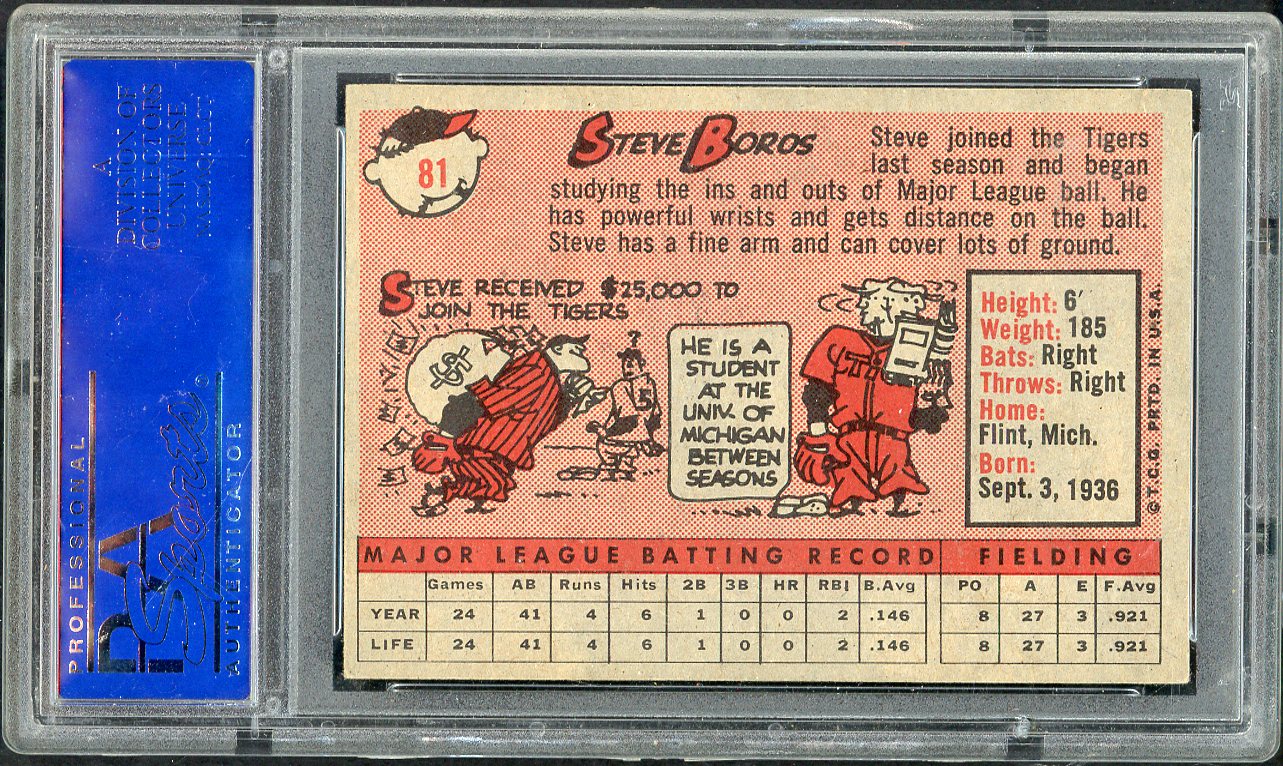 A
DIVISION OF
COLLECTORS
UNIVERSE
NASDAQ: CLCT
PROFESSIONAL
PSA
Sports®
AUTHENTICATOR
81
STEVE BOROS
Steve joined the Tigers
last season and began
studying the ins and outs of Major League ball. He
has powerful wrists and gets distance on the ball.
Steve has a fine arm and can cover lots of ground.
STEVE RECEIVED $25,000 TO
JOIN THE TIGERS
HE IS A
STUDENT
AT THE
UNIV. OF
MICHIGAN
BETWEEN
SEASONS
Height: 6'
Weight: 185
Bats: Right
Throws: Right
Home:
Flint, Mich.
Born:
Sept. 3, 1936
©T.C.G. PRTD. IN U.S.A.
MAJOR LEAGUE BATTING RECORD FIELDING
Games AB Runs Hits 2B 3B HR RBI B.Avg PO A E F.Avg
YEAR 24 41 4 6 1 0 0 2 .146 8 27 3 .921
LIFE 24 41 4 6 1 0 0 2 .146 8 27 3 .921